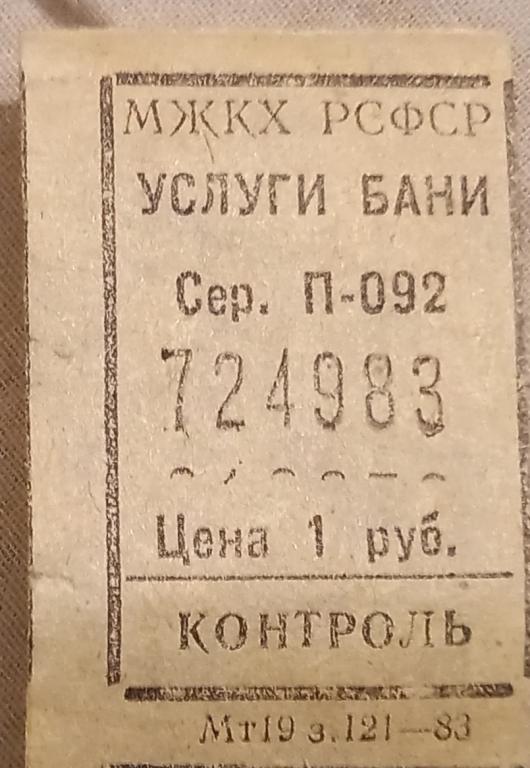 МЖКХ РСФСР
УСЛУГИ БАНИ
Сер. П-092
724983
Цена 1 руб.
КОНТРОЛЬ
Мт19 з.121—83